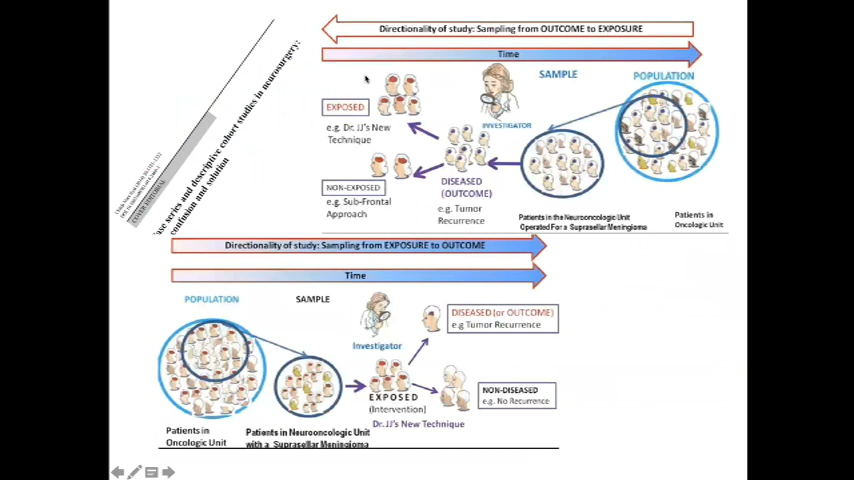 Directionality of study: Sampling from OUTCOME to EXPOSURE
Time
SAMPLE
POPULATION
EXPOSED
e.g. Dr. JJ's New
Technique
INVESTIGATOR
NON-EXPOSED
e.g. Sub-Frontal
Approach
DISEASED
(OUTCOME)
e.g. Tumor
Recurrence
Patients in the Neurooncologic Unit
Operated For a Suprasellar Meningioma
Patients in
Oncologic Unit
COVER EDITORIAL
ase series and descriptive cohort studies in neurosurgery:
confusion and solution
Directionality of study: Sampling from EXPOSURE to OUTCOME
Time
POPULATION
SAMPLE
Investigator
DISEASED (or OUTCOME)
e.g Tumor Recurrence
EXPOSED
(Intervention)
Dr. JJ's New Technique
NON-DISEASED
e.g. No Recurrence
Patients in
Oncologic Unit
Patients in Neurooncologic Unit
with a Suprasellar Meningioma